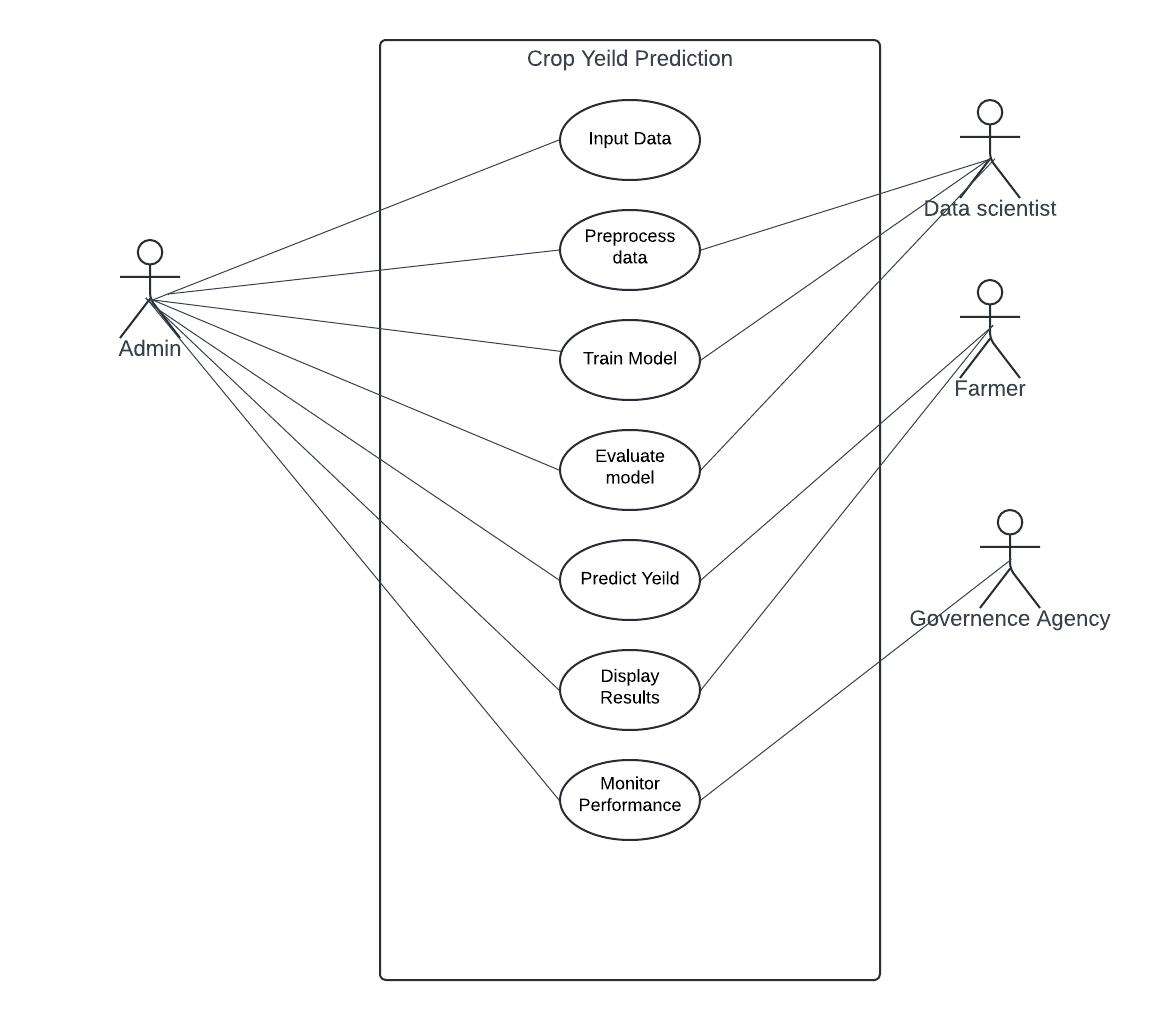 Crop Yeild Prediction
Input Data
Preprocess
data
Train Model
Evaluate
model
Predict Yeild
Display
Results
Monitor
Performance
Admin
Data scientist
Farmer
Governence Agency